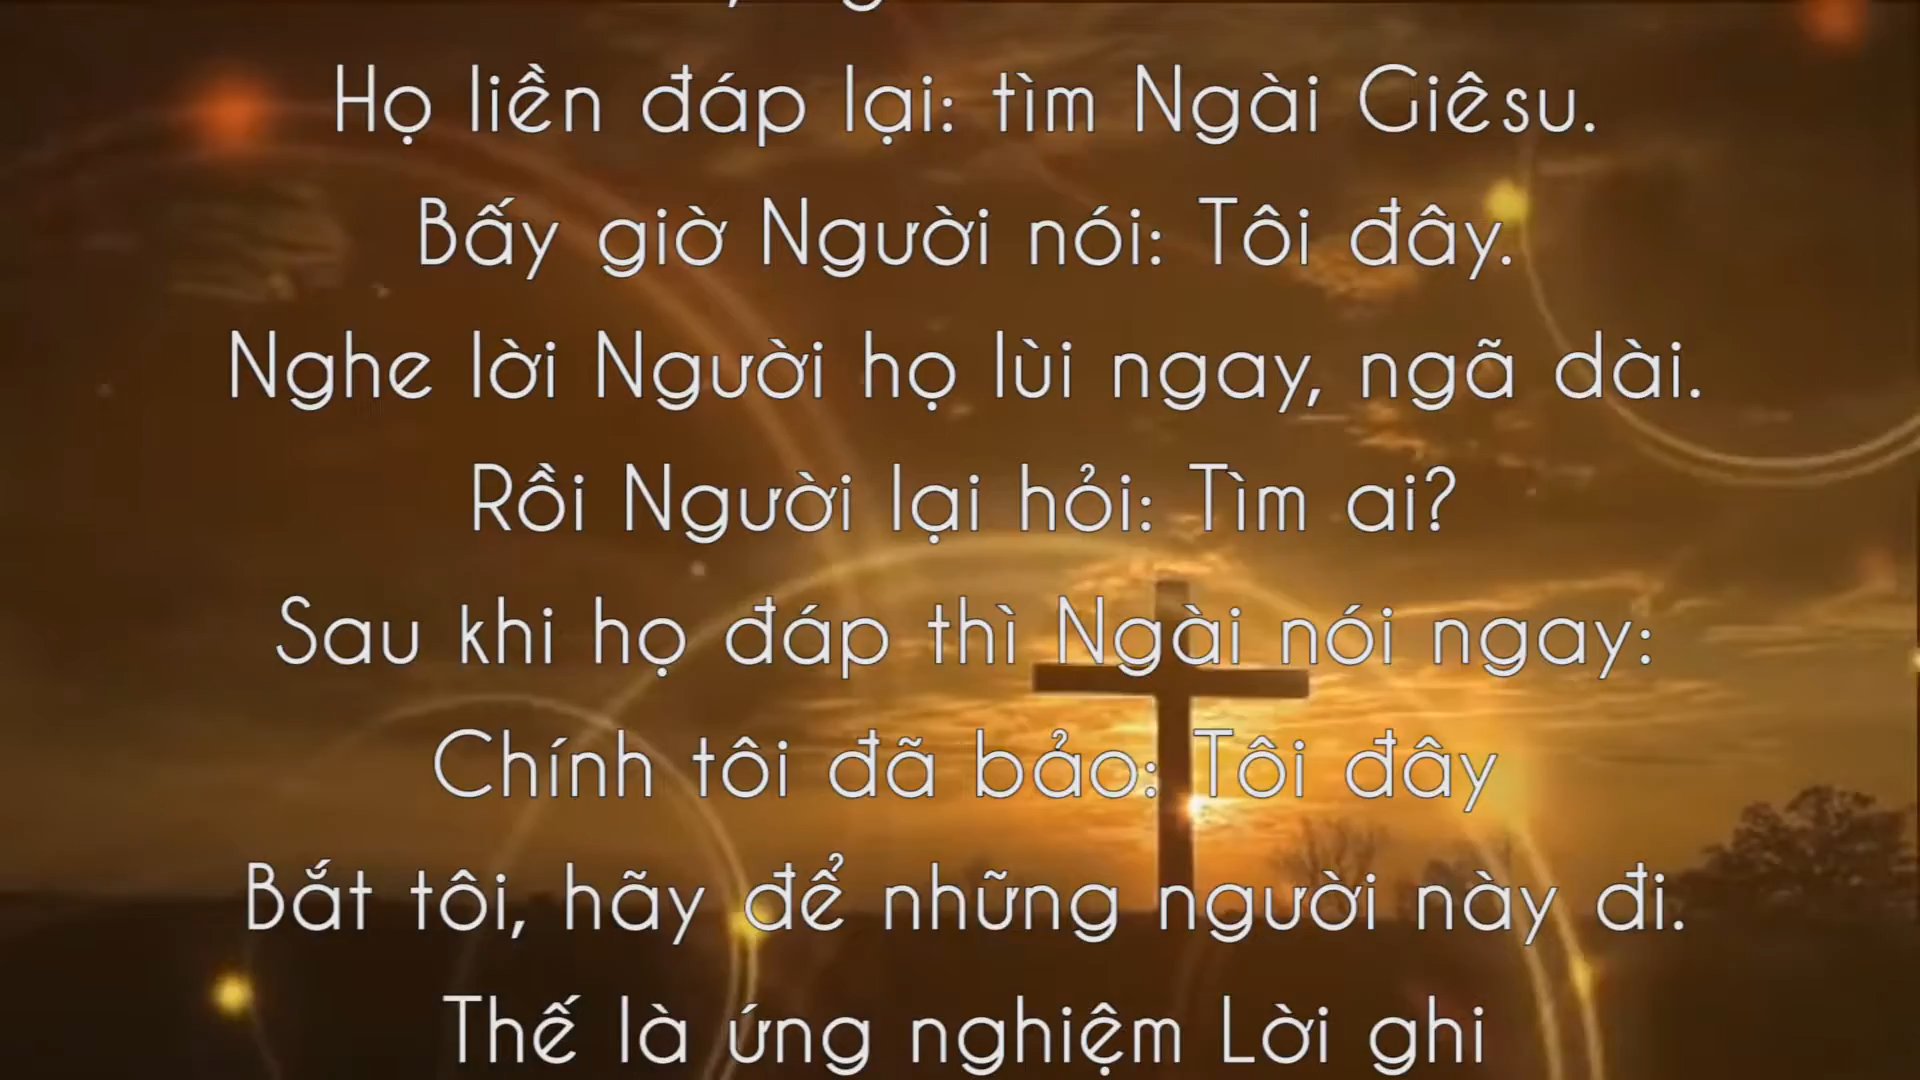 Họ liền đáp lại: tìm Ngài Giêsu.
Bấy giờ Người nói: Tôi đây.
Nghe lời Người họ lùi ngay, ngã dài.
Rồi Người lại hỏi: Tìm ai?
Sau khi họ đáp thì Ngài nói ngay:
Chính tôi đã bảo: Tôi đây
Bắt tôi, hãy để những người này đi.
Thế là ứng nghiệm Lời ghi